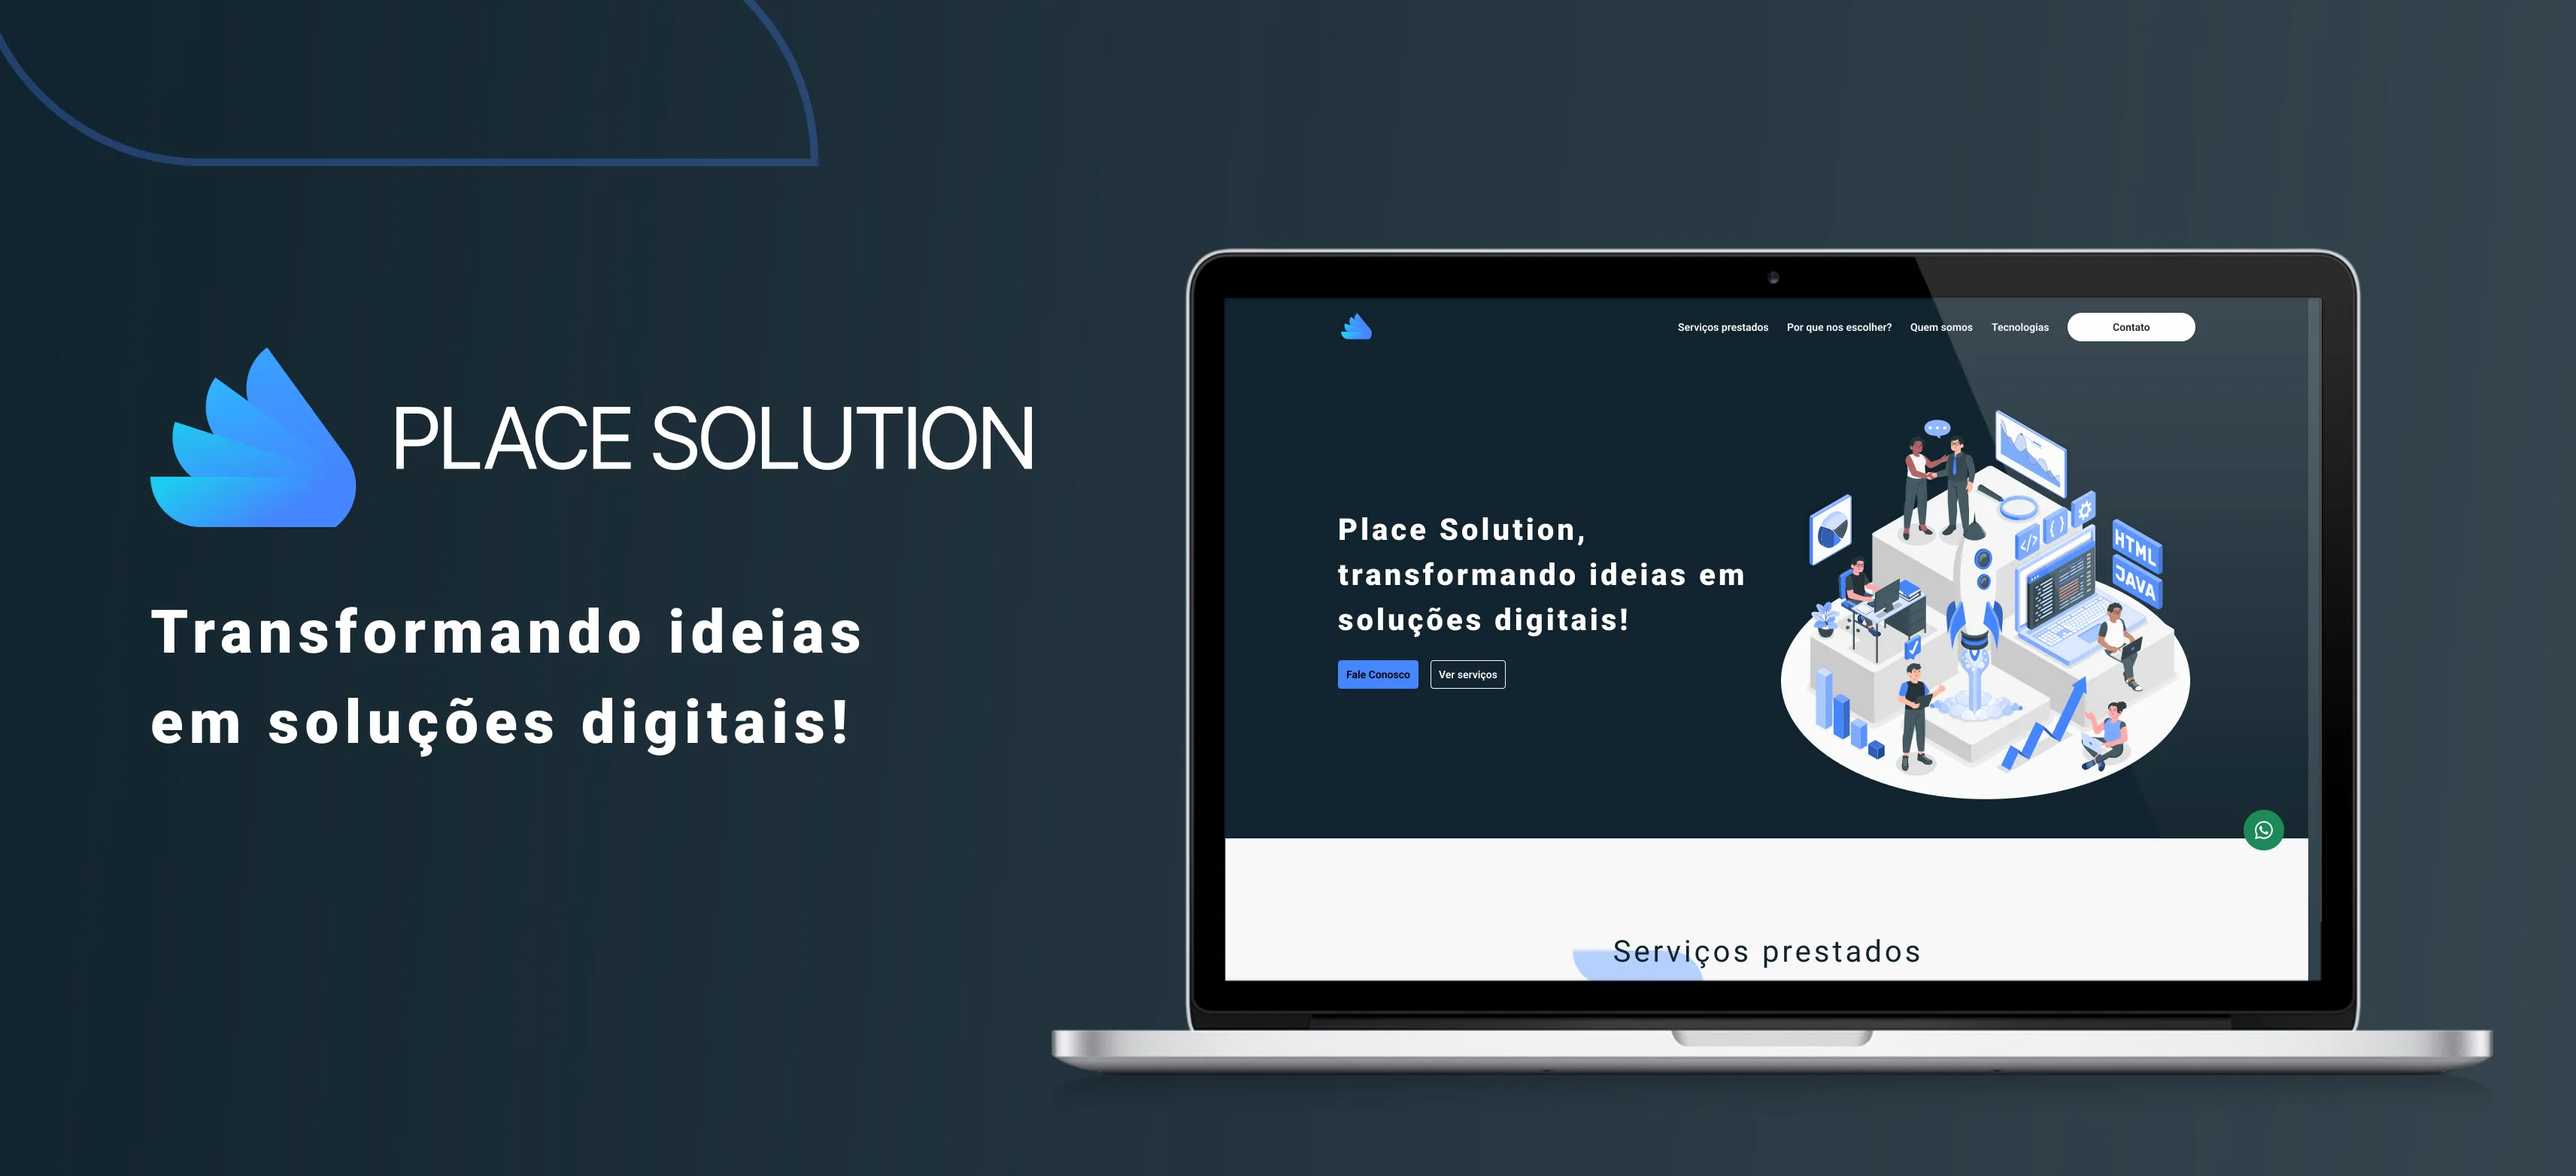 PLACE SOLUTION
Transformando ideias
em soluções digitais!
Serviços prestados
Por que nos escolher?
Quem somos
Tecnologias
Contato
Place Solution,
transformando ideias em
soluções digitais!
Fale Conosco
Ver serviços
</>
{}
HTML
JAVA
Serviços prestados